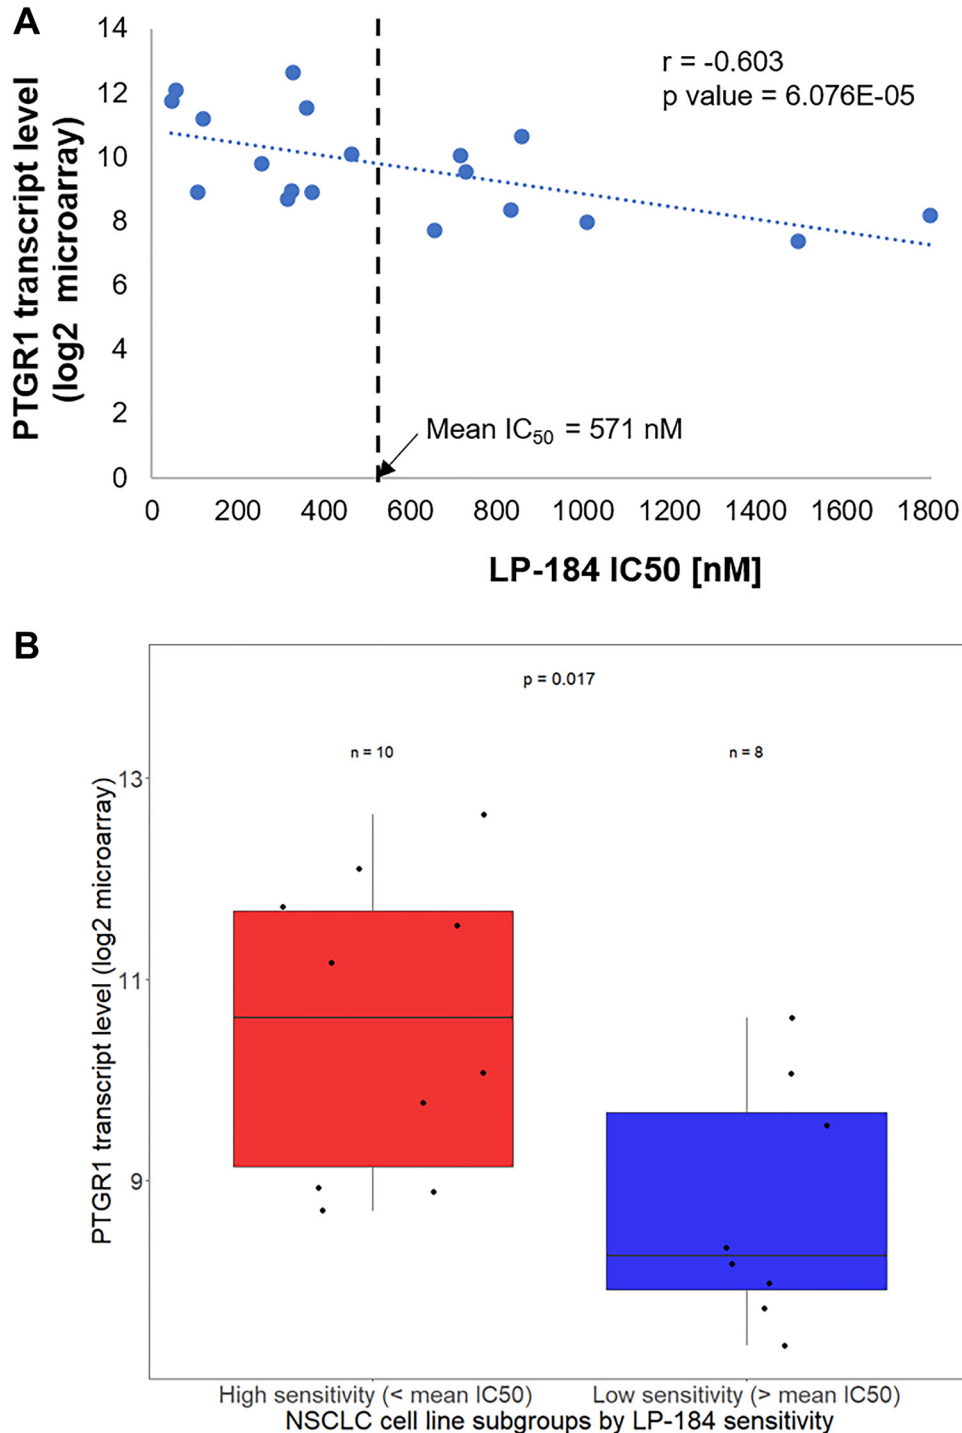 A
PTGR1 transcript level
(log2 microarray)
14
12
10
8
6
4
2
0
r = -0.603
p value = 6.076E-05
Mean IC50 = 571 nM
0 200 400 600 800 1000 1200 1400 1600 1800
LP-184 IC50 [nM]
B
PTGR1 transcript level (log2 microarray)
p = 0.017
n = 10 n = 8
13
11
9
High sensitivity (< mean IC50) Low sensitivity (> mean IC50)
NSCLC cell line subgroups by LP-184 sensitivity